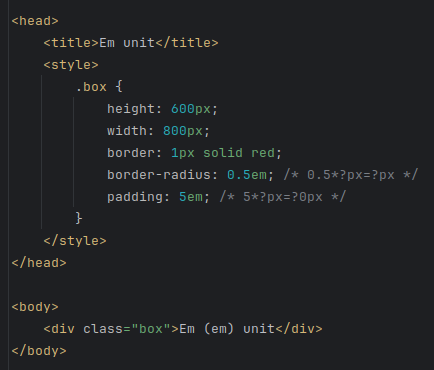 <head>
    <title>Em unit</title>
    <style>
        .box {
            height: 600px;
            width: 800px;
            border: 1px solid red;
            border-radius: 0.5em; /* 0.5*?px=?px */
            padding: 5em; /* 5*?px=?0px */
        }
    </style>
</head>

<body>
    <div class="box">Em (em) unit</div>
</body>